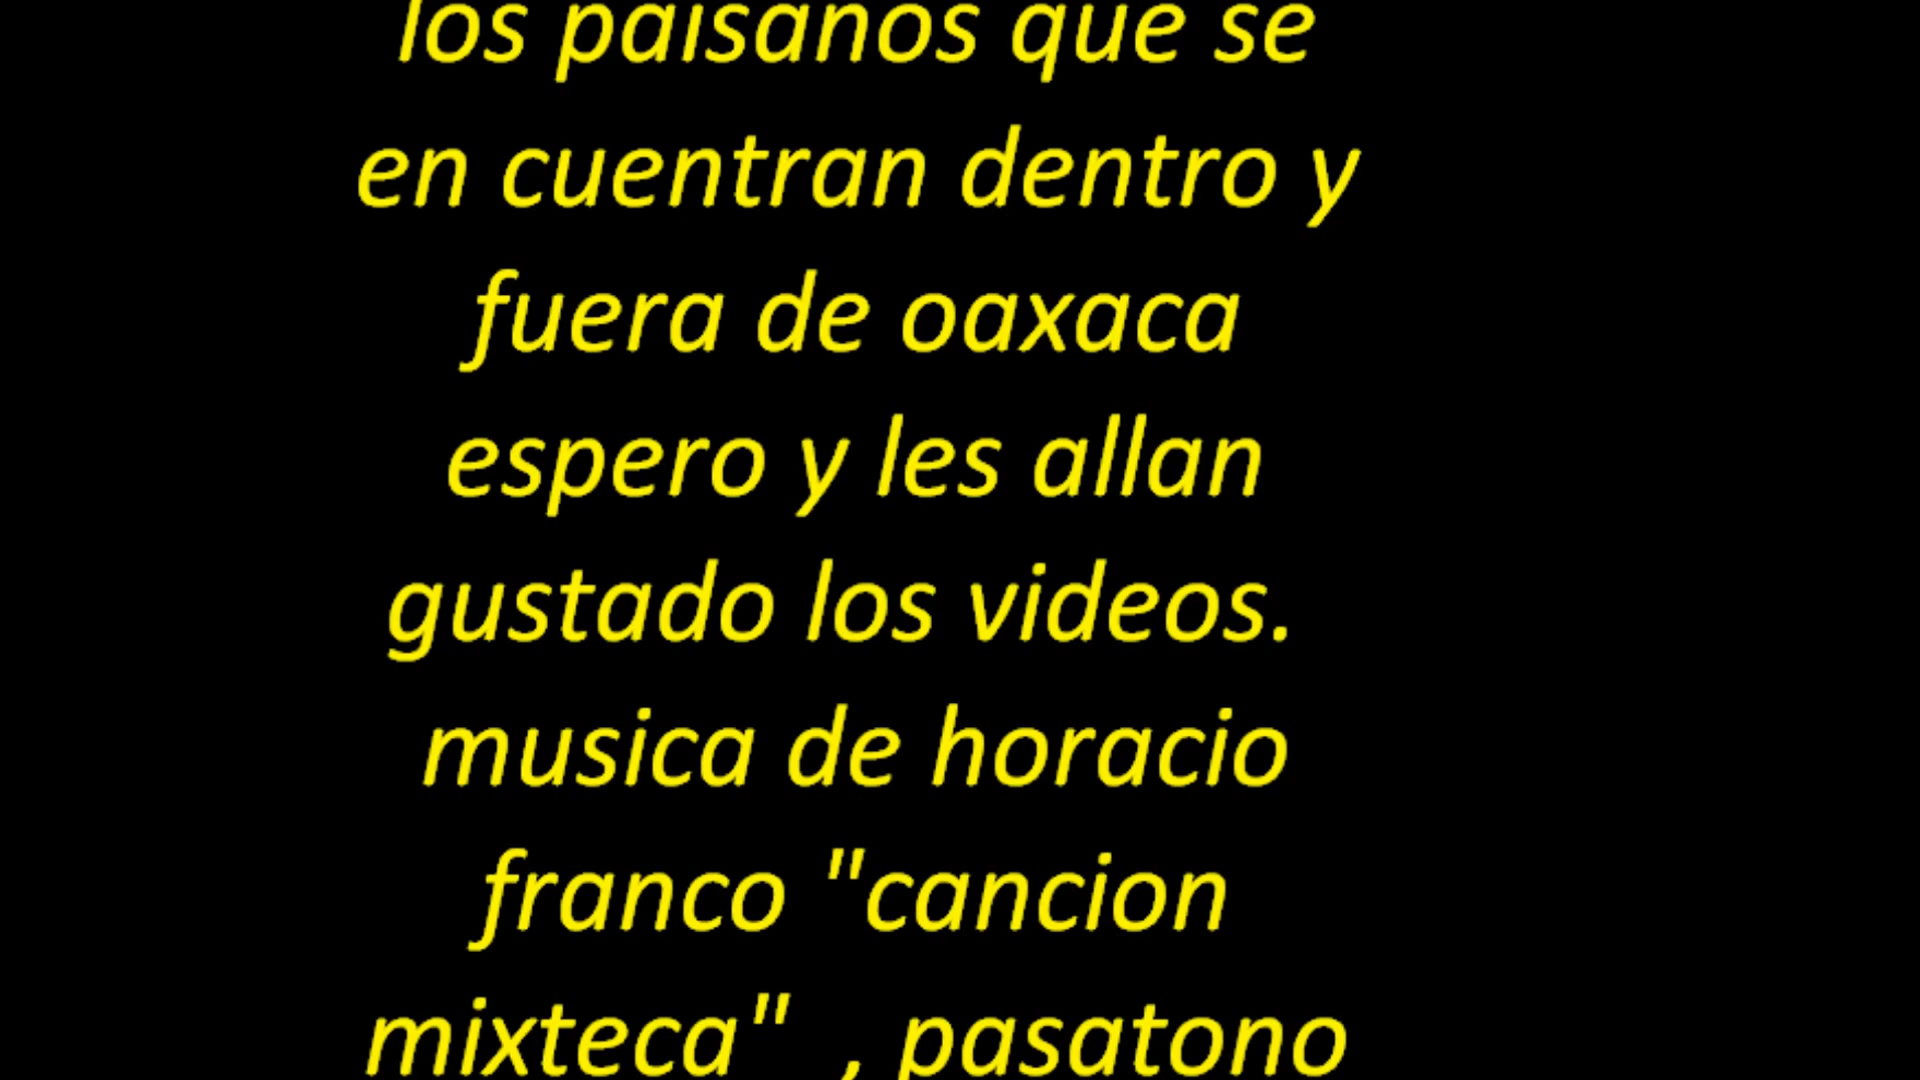 los paisanos que se
en cuentran dentro y
fuera de oaxaca
espero y les allan
gustado los videos.
musica de horacio
franco "cancion
mixteca" , pasatono